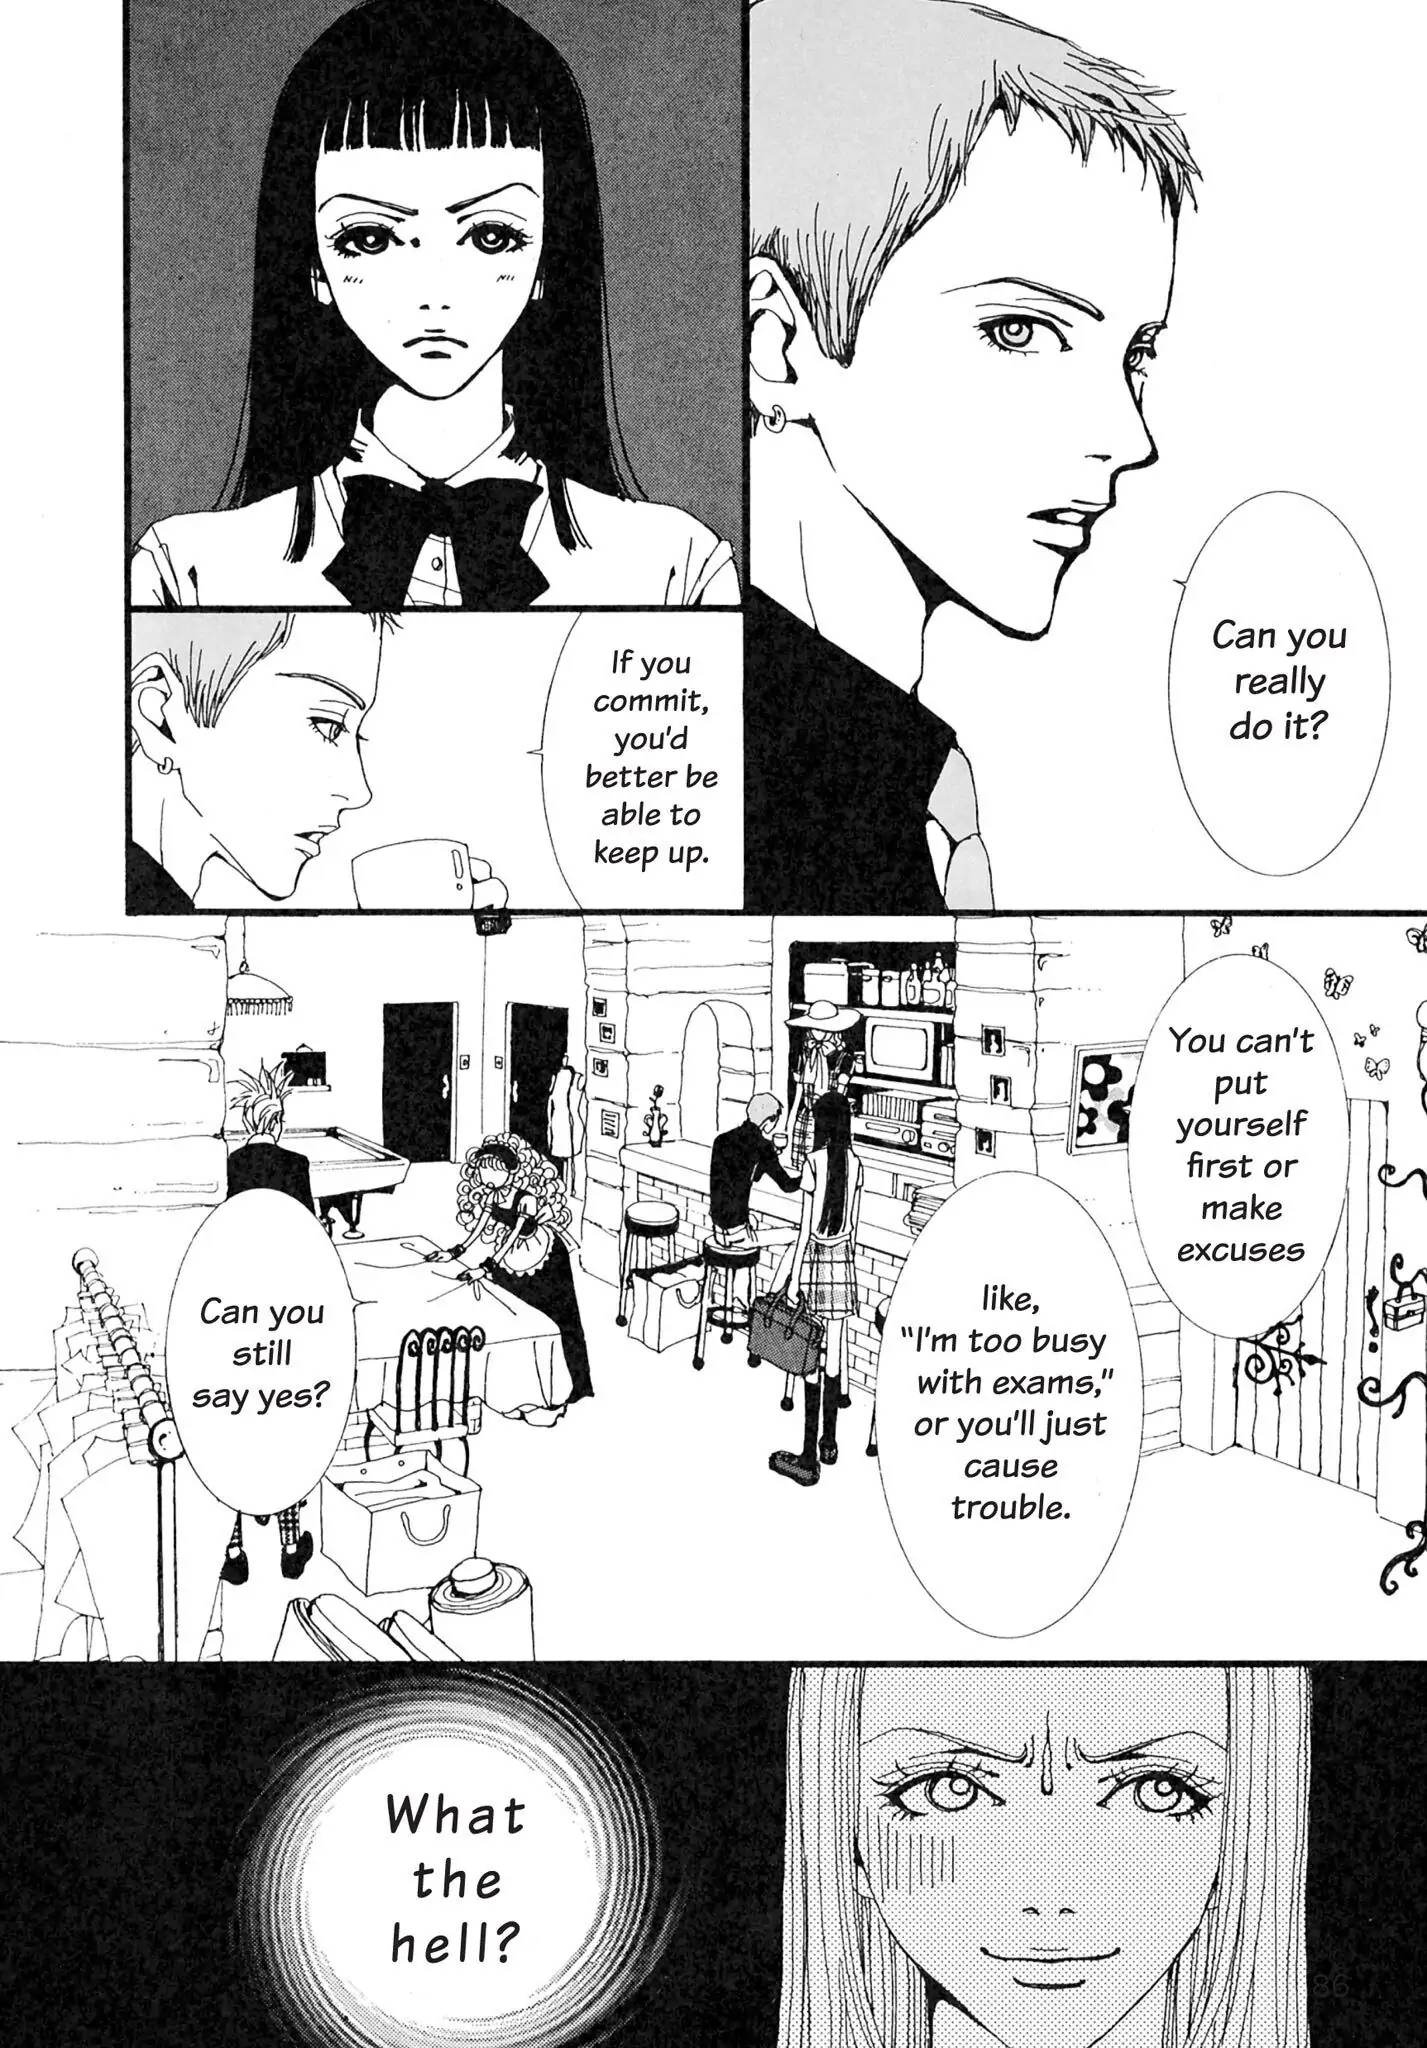 Can you
really
do it?
If you
commit,
you'd
better be
able to
keep up.
You can't
put
yourself
first or
make
excuses
like,
“I'm too busy
with exams,"
or you'll just
cause
trouble.
Can you
still
say yes?
What
the
hell?
86